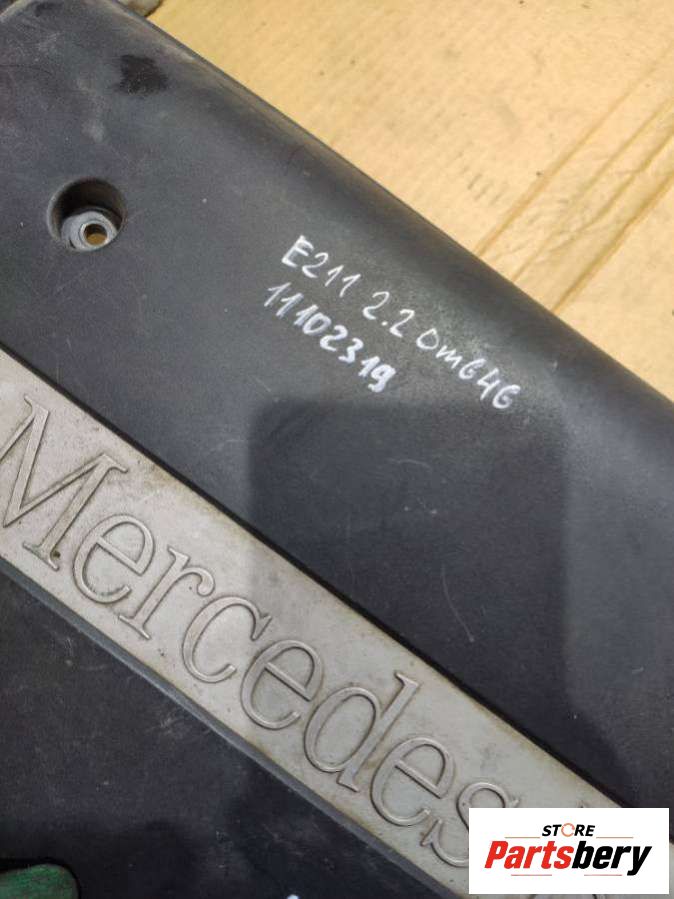 E211 2.2 Om646
11102319
Mercedes
STORE
Partsbery